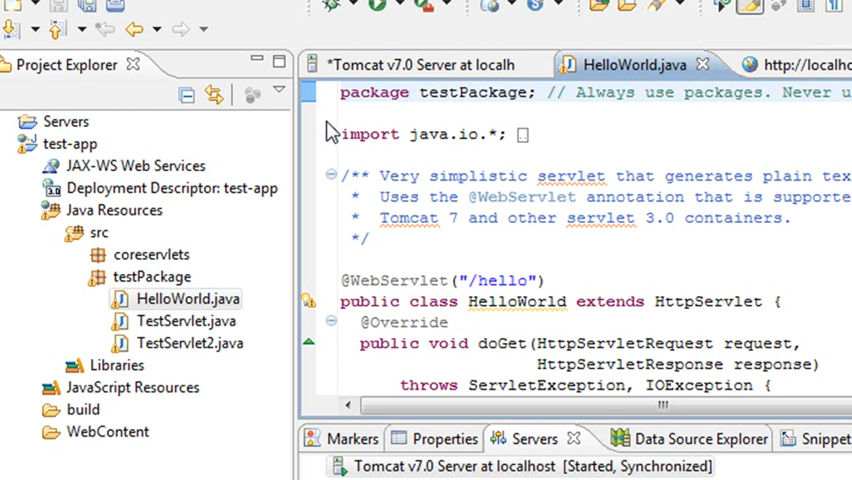 Project Explorer
Servers
test-app
JAX-WS Web Services
Deployment Descriptor: test-app
Java Resources
src
coreservlets
testPackage
HelloWorld.java
TestServlet.java
TestServlet2.java
Libraries
JavaScript Resources
build
WebContent
*Tomcat v7.0 Server at localh
HelloWorld.java
http://localho
package testPackage; // Always use packages. Never u
import java.io.*;
/** Very simplistic servlet that generates plain tex
* Uses the @WebServlet annotation that is supporte
* Tomcat 7 and other servlet 3.0 containers.
*/
@WebServlet("/hello")
public class HelloWorld extends HttpServlet {
@Override
public void doGet(HttpServletRequest request,
HttpServletResponse response)
throws ServletException, IOException {
Markers
Properties
Servers
Data Source Explorer
Snippet
Tomcat v7.0 Server at localhost [Started, Synchronized]